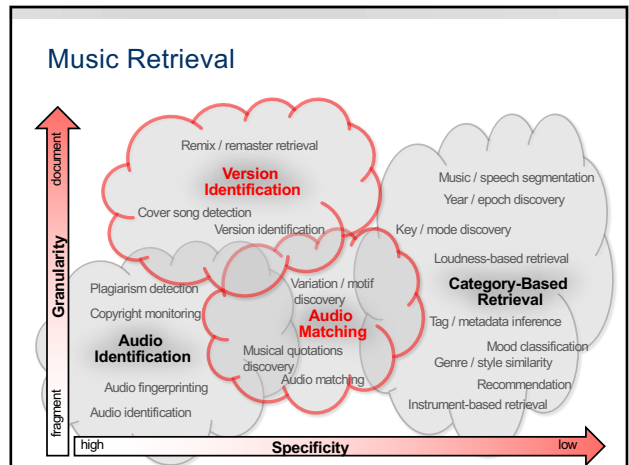 Music Retrieval
document
Granularity
fragment
Remix / remaster retrieval
Version
Identification
Cover song detection
Version identification
Plagiarism detection
Copyright monitoring
Audio
Identification
Audio fingerprinting
Audio identification
Variation / motif
discovery
Audio
Matching
Musical quotations
discovery
Audio matching
Music / speech segmentation
Year / epoch discovery
Key / mode discovery
Loudness-based retrieval
Category-Based
Retrieval
Tag / metadata inference
Mood classification
Genre / style similarity
Recommendation
Instrument-based retrieval
high
Specificity
low